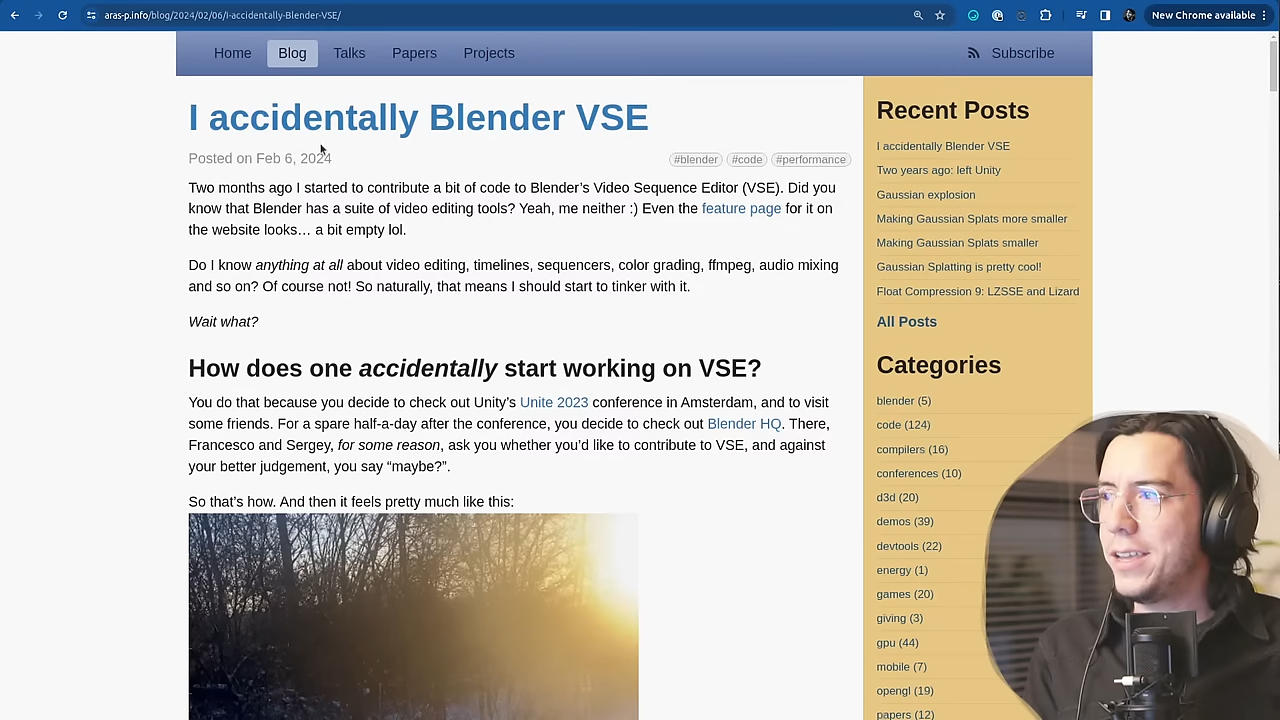 aras-p.info/blog/2024/02/06/I-accidentally-Blender-VSE/
New Chrome available
Home Blog Talks Papers Projects
Subscribe
I accidentally Blender VSE
Posted on Feb 6, 2024
#blender #code #performance
Two months ago I started to contribute a bit of code to Blender’s Video Sequence Editor (VSE). Did you
know that Blender has a suite of video editing tools? Yeah, me neither :) Even the feature page for it on
the website looks… a bit empty lol.
Do I know anything at all about video editing, timelines, sequencers, color grading, ffmpeg, audio mixing
and so on? Of course not! So naturally, that means I should start to tinker with it.
Wait what?
How does one accidentally start working on VSE?
You do that because you decide to check out Unity’s Unite 2023 conference in Amsterdam, and to visit
some friends. For a spare half-a-day after the conference, you decide to check out Blender HQ. There,
Francesco and Sergey, for some reason, ask you whether you’d like to contribute to VSE, and against
your better judgement, you say “maybe?”.
So that’s how. And then it feels pretty much like this:
Recent Posts
I accidentally Blender VSE
Two years ago: left Unity
Gaussian explosion
Making Gaussian Splats more smaller
Making Gaussian Splats smaller
Gaussian Splatting is pretty cool!
Float Compression 9: LZSSE and Lizard
All Posts
Categories
blender (5)
code (124)
compilers (16)
conferences (10)
d3d (20)
demos (39)
devtools (22)
energy (1)
games (20)
giving (3)
gpu (44)
mobile (7)
opengl (19)
papers (12)